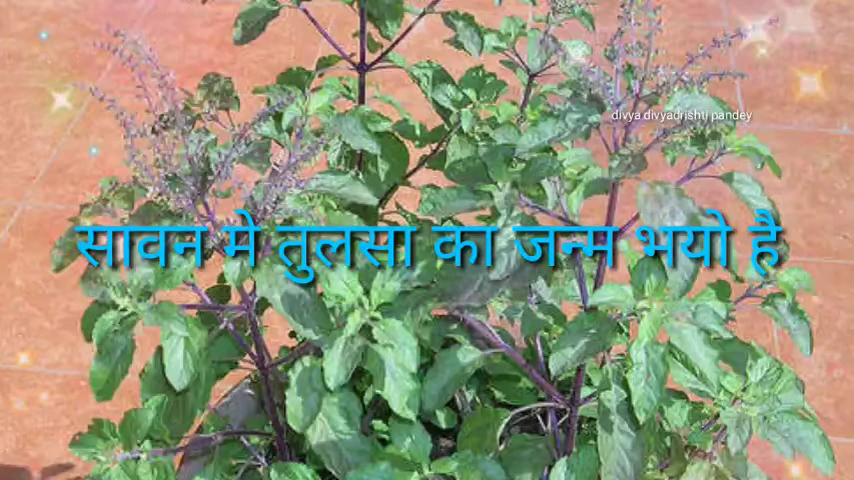 divya divyadrishti pandey
सावन मे तुलसा का जन्म भयो है